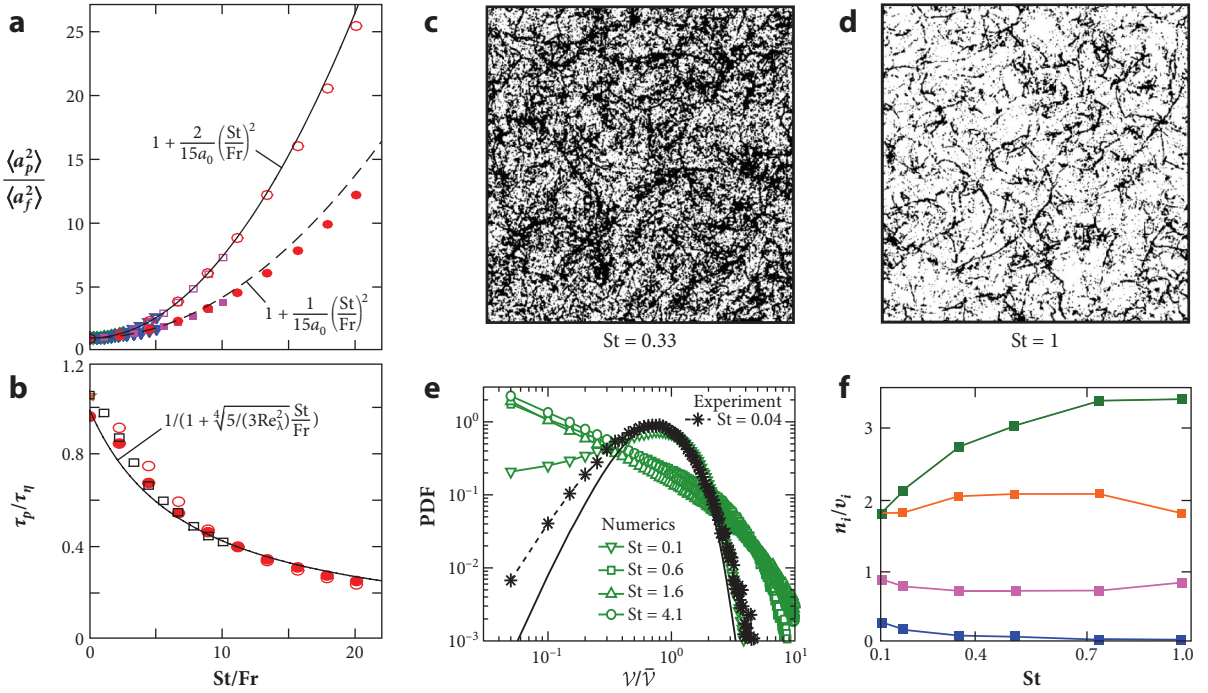 a
25
20
15
10
5
0
⟨a_p^2⟩
⟨a_f^2⟩
1 + 2/15a_0 (St/Fr)^2
1 + 1/15a_0 (St/Fr)^2
b
1.2
0.8
0.4
0
τ_p/τ_η
1/(1 + ∜5/(3Re_λ^2) St/Fr)
0
10
20
St/Fr
c
St = 0.33
d
St = 1
e
10^0
10^-1
10^-2
10^-3
PDF
Experiment
St = 0.04
Numerics
St = 0.1
St = 0.6
St = 1.6
St = 4.1
10^-1
10^0
10^1
𝒱/𝒱̅
f
3
2
1
0
n_i/v_i
0.1
0.4
0.7
1.0
St